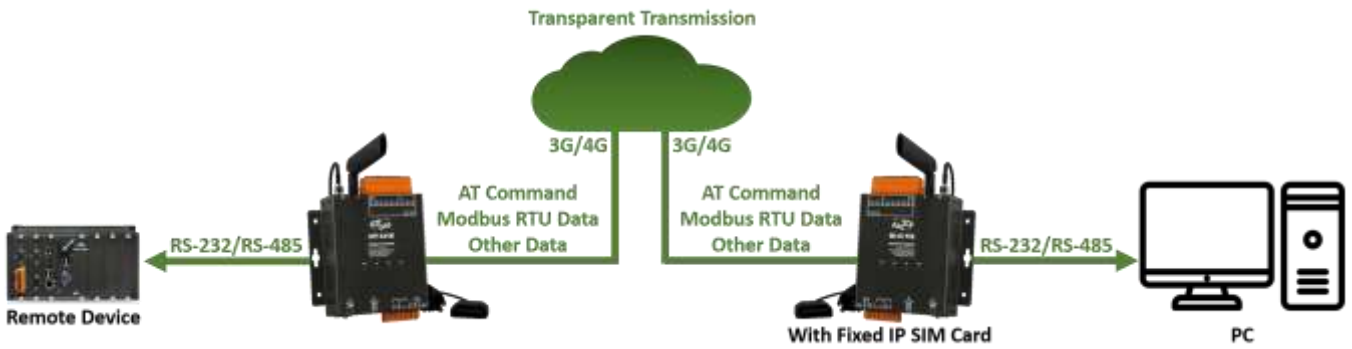 Transparent Transmission
3G/4G
3G/4G
AT Command
Modbus RTU Data
Other Data
AT Command
Modbus RTU Data
Other Data
RS-232/RS-485
RS-232/RS-485
Remote Device
With Fixed IP SIM Card
PC